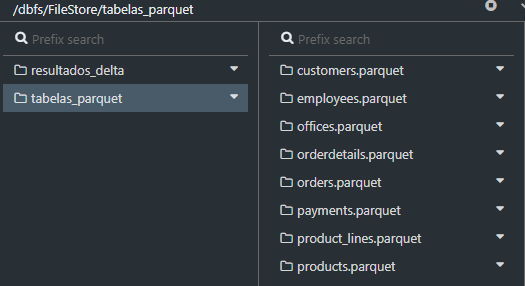 /dbfs/FileStore/tabelas_parquet
Prefix search
resultados_delta
tabelas_parquet
Prefix search
customers.parquet
employees.parquet
offices.parquet
orderdetails.parquet
orders.parquet
payments.parquet
product_lines.parquet
products.parquet